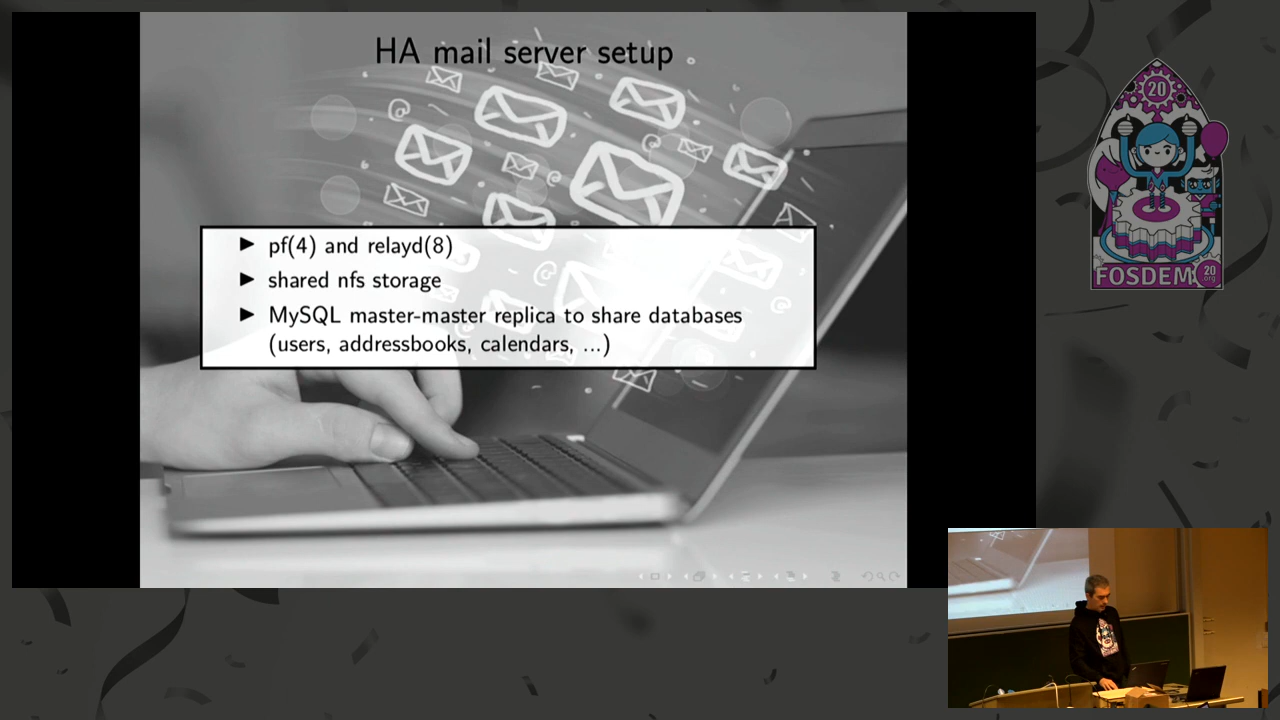 HA mail server setup
► pf(4) and relayd(8)
► shared nfs storage
► MySQL master-master replica to share databases
(users, addressbooks, calendars, ...)
20
FOSDEM
20
org